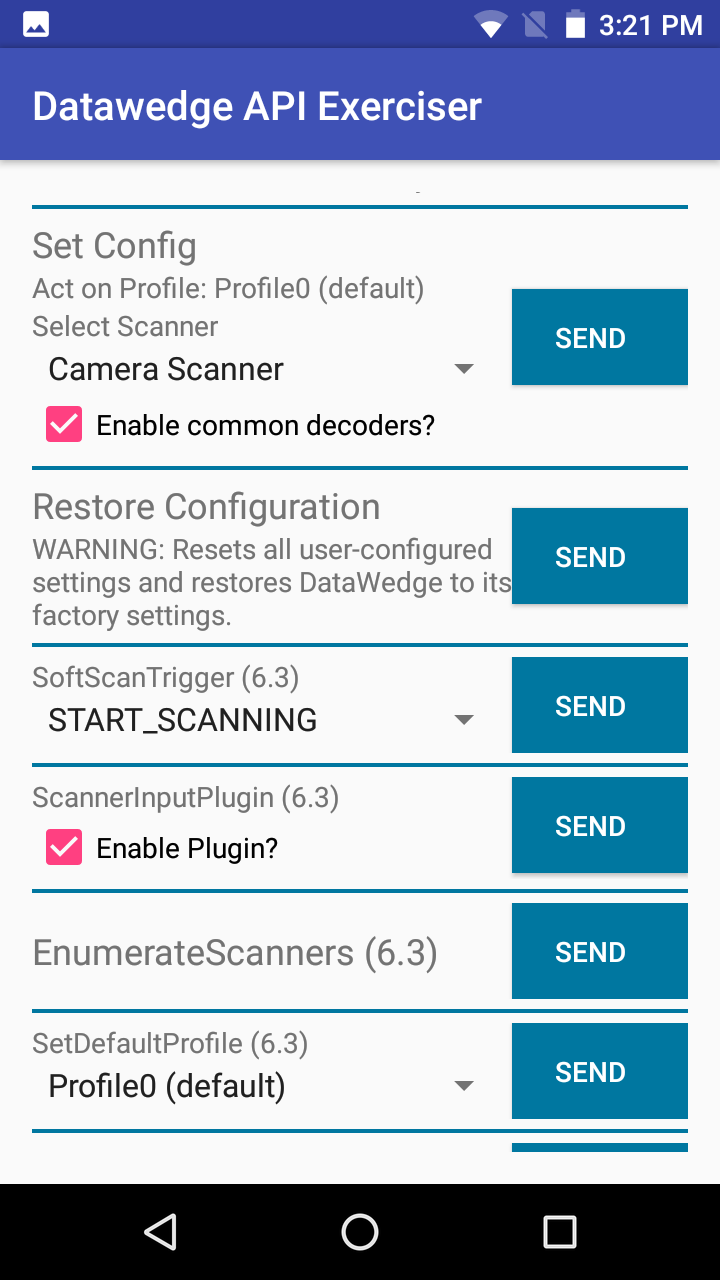 3:21 PM
Datawedge API Exerciser
Set Config
Act on Profile: Profile0 (default)
Select Scanner
SEND
Camera Scanner
Enable common decoders?
Restore Configuration
WARNING: Resets all user-configured
settings and restores DataWedge to its
factory settings.
SEND
SoftScanTrigger (6.3)
START_SCANNING
SEND
ScannerInputPlugin (6.3)
Enable Plugin?
SEND
EnumerateScanners (6.3)
SEND
SetDefaultProfile (6.3)
Profile0 (default)
SEND